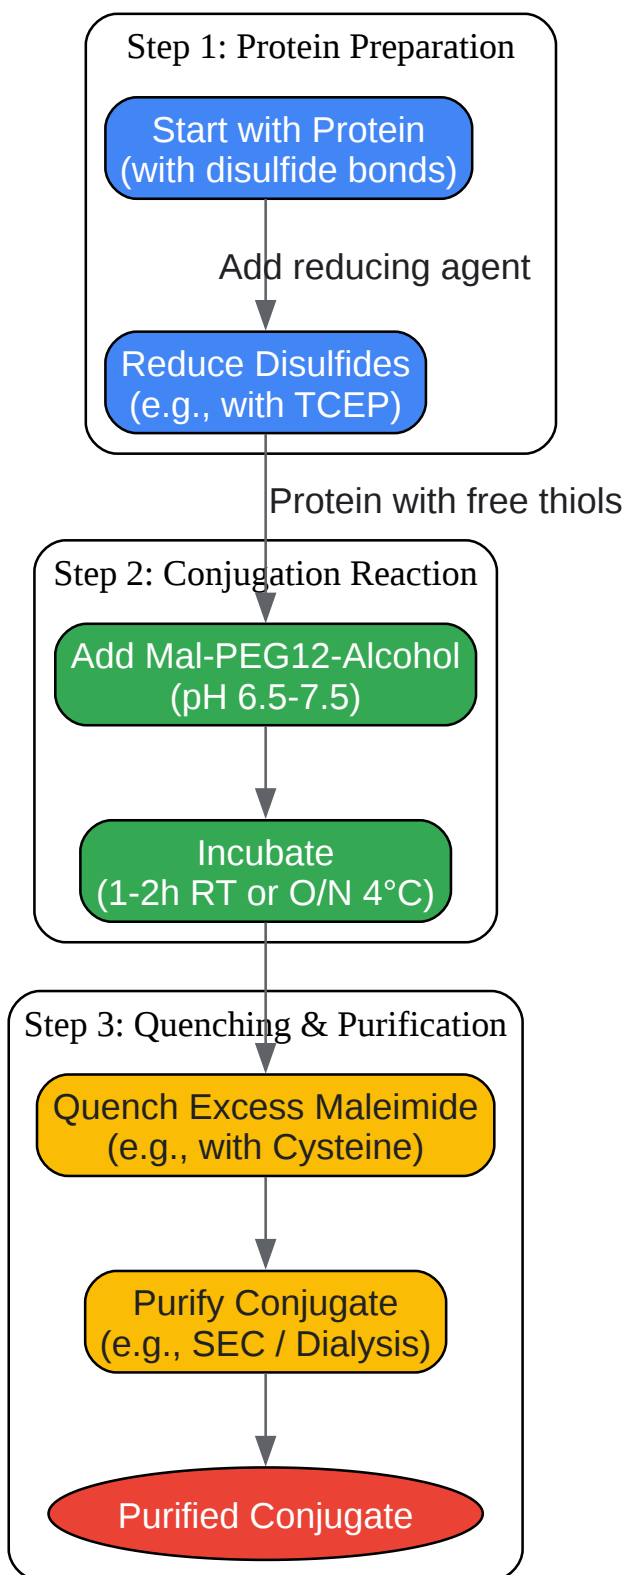 Step 1: Protein Preparation
Start with Protein
(with disulfide bonds)
Add reducing agent
Reduce Disulfides
(e.g., with TCEP)
Protein with free thiols
Step 2: Conjugation Reaction
Add Mal-PEG12-Alcohol
(pH 6.5-7.5)
Incubate
(1-2h RT or O/N 4°C)
Step 3: Quenching & Purification
Quench Excess Maleimide
(e.g., with Cysteine)
Purify Conjugate
(e.g., SEC / Dialysis)
Purified Conjugate